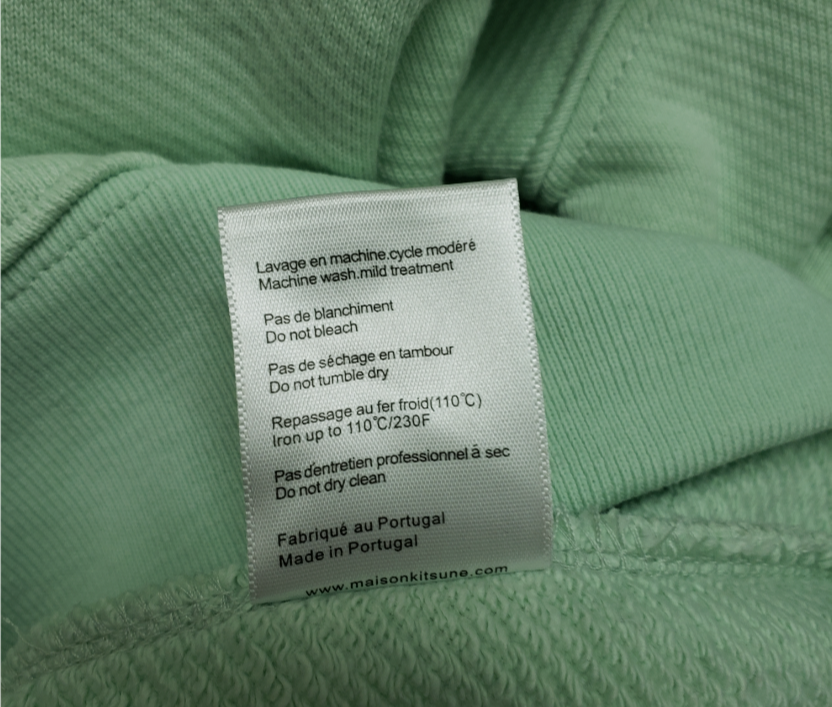 Lavage en machine.cycle modéré
Machine wash.mild treatment
Pas de blanchiment
Do not bleach
Pas de séchage en tambour
Do not tumble dry
Repassage au fer froid(110℃)
Iron up to 110℃/230F
Pas d'entretien professionnel à sec
Do not dry clean
Fabriqué au Portugal
Made in Portugal
www.maisonkitsune.com